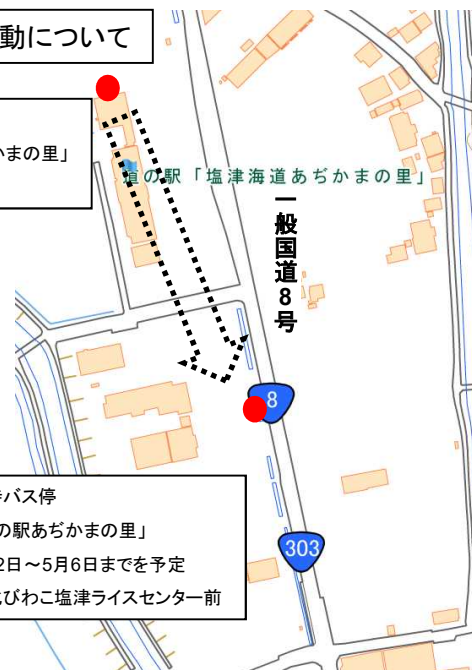 動について
まの里」
道の駅「塩津海道あぢかまの里」
一般国道8号
8
バス停
の駅あぢかまの里」
2日～5月6日までを予定
びわこ塩津ライスセンター前
303